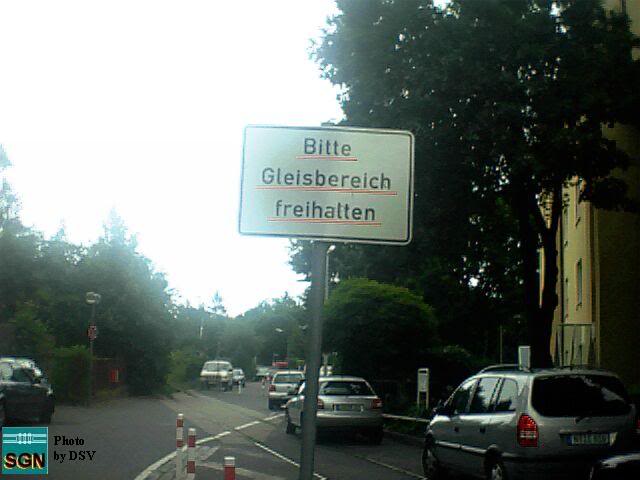 Bitte
Gleisbereich
freihalten
Photo
by DSV
SGN